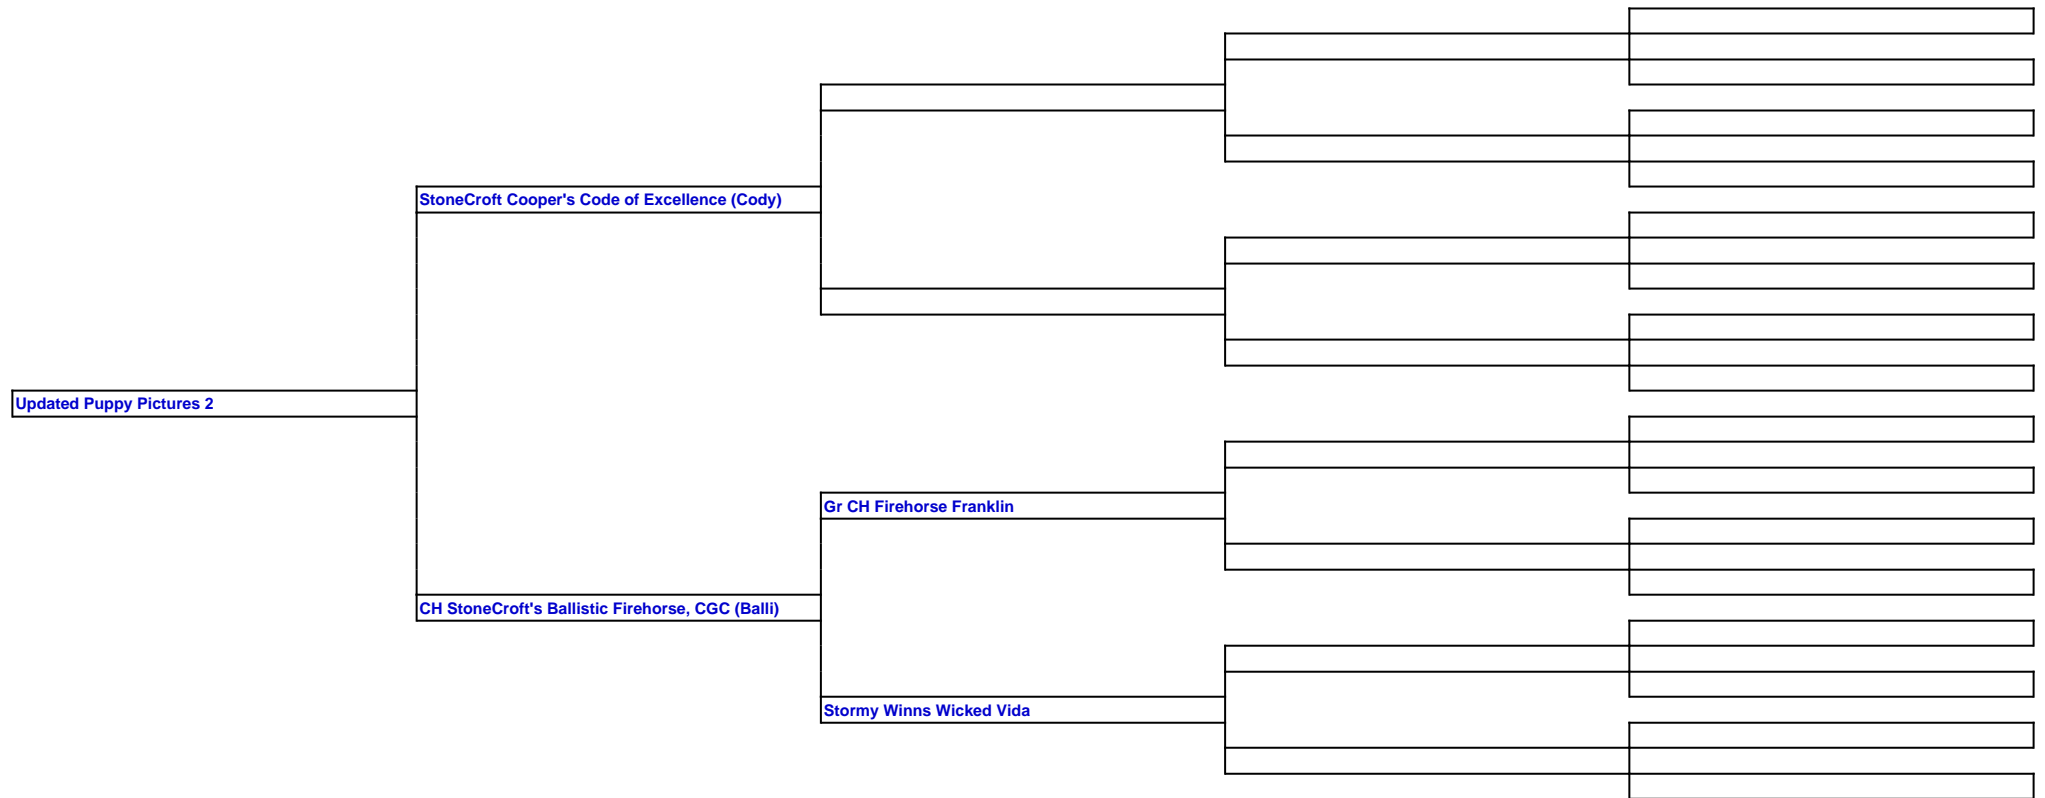 StoneCroft Cooper's Code of Excellence (Cody)
Updated Puppy Pictures 2
Gr CH Firehorse Franklin
CH StoneCroft's Ballistic Firehorse, CGC (Balli)
Stormy Winns Wicked Vida